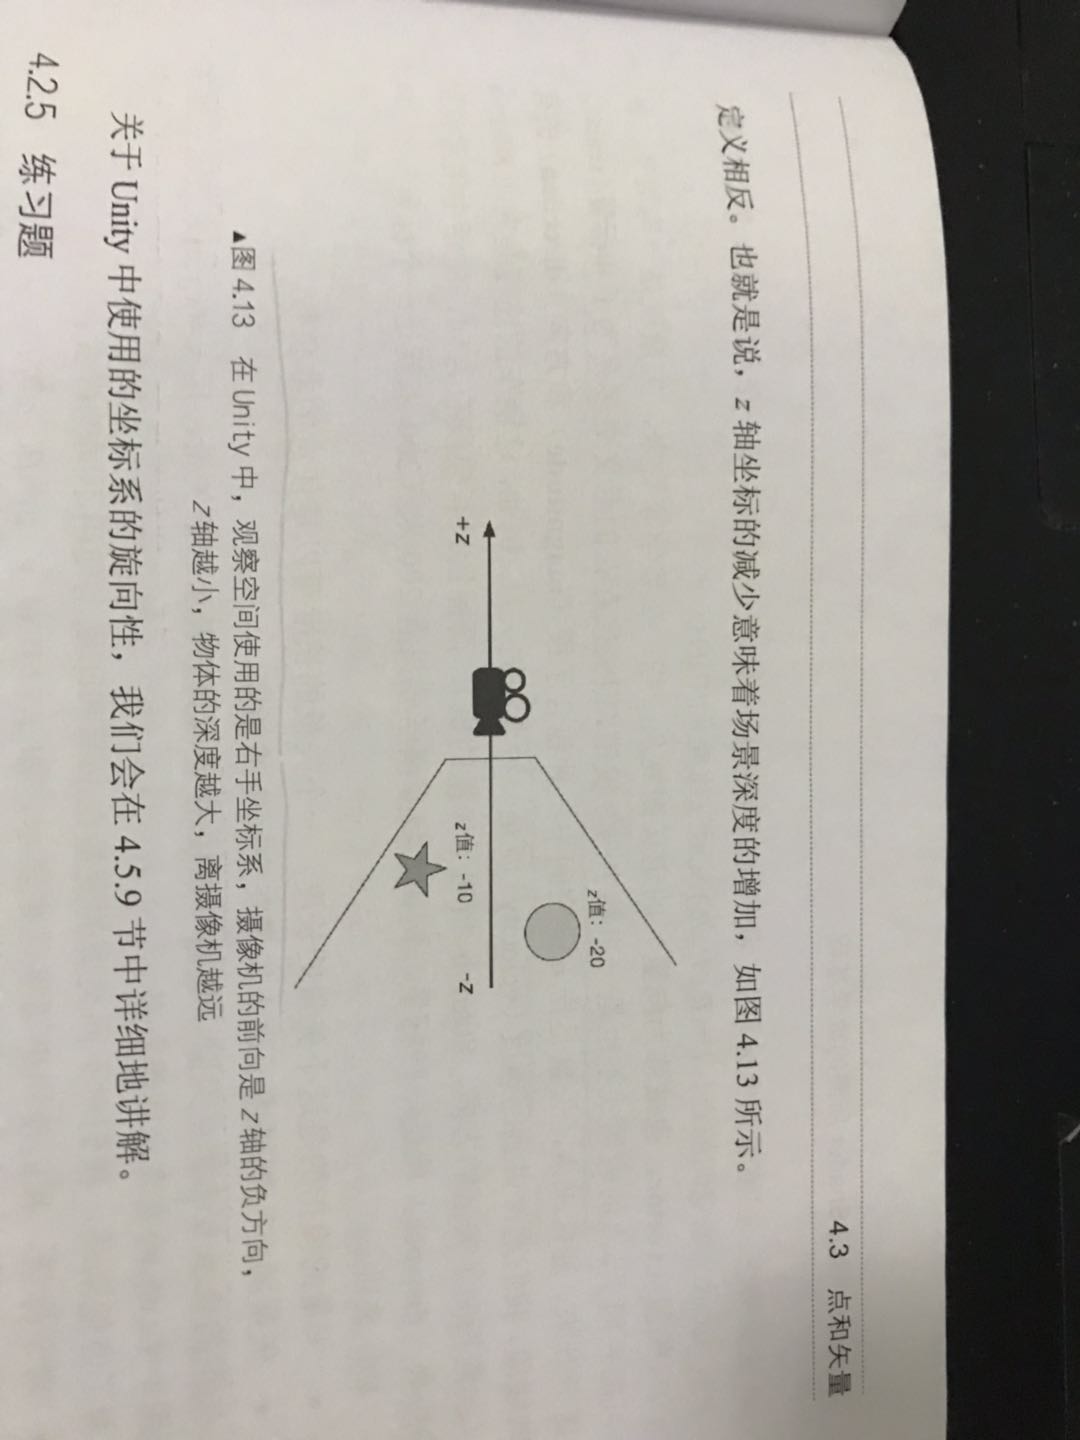 4.3 点和矢量
定义相反。也就是说，z 轴坐标的减少意味着场景深度的增加，如图 4.13 所示。
z值：-20
z值：-10
+z
-z
▲图 4.13 在 Unity 中，观察空间使用的是右手坐标系，摄像机的前向是 z 轴的负方向，
z 轴越小，物体的深度越大，离摄像机越远
关于 Unity 中使用的坐标系的旋向性，我们会在 4.5.9 节中详细地讲解。
4.2.5 练习题